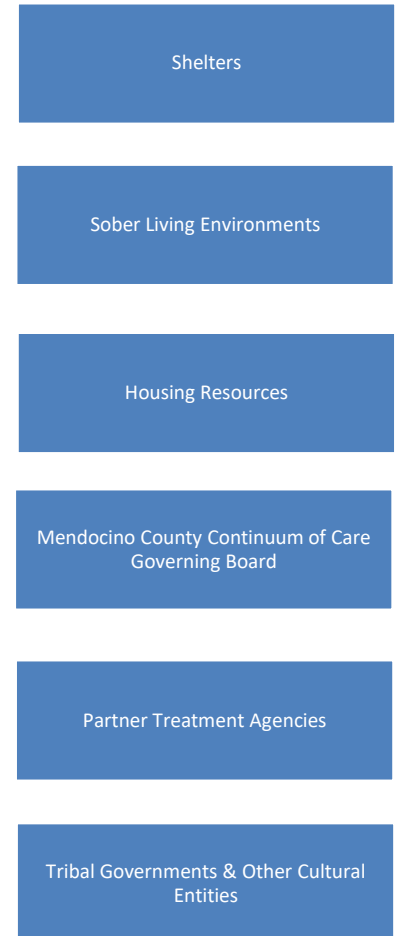 Shelters
Sober Living Environments
Housing Resources
Mendocino County Continuum of Care
Governing Board
Partner Treatment Agencies
Tribal Governments & Other Cultural
Entities